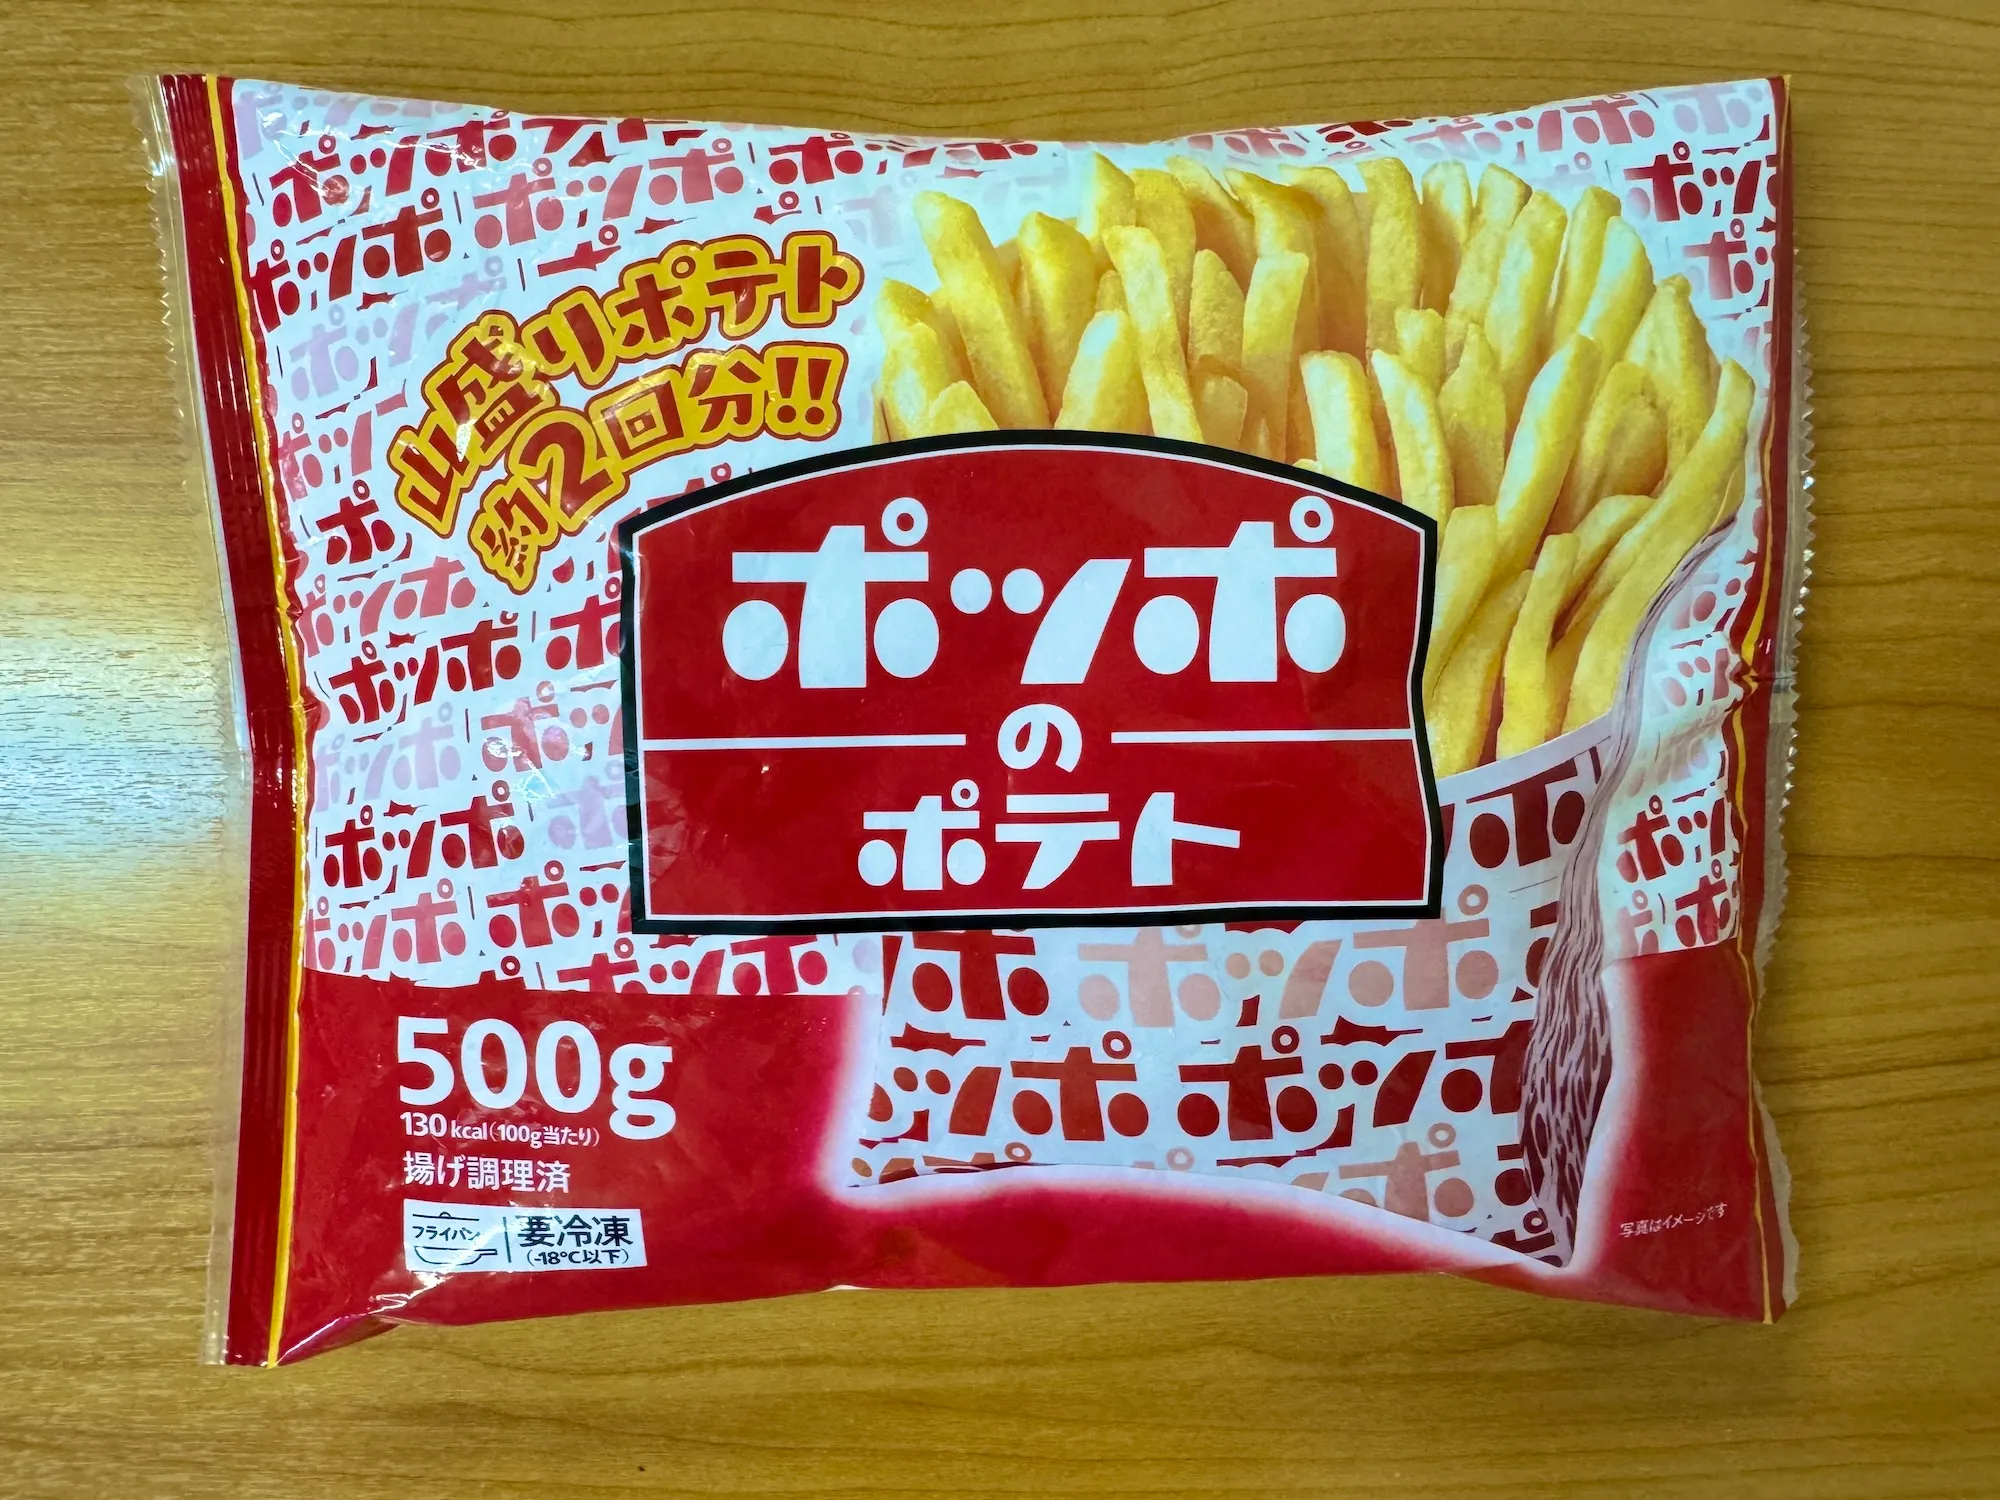 山盛りポテト
約2回分!!
ポッポ
の
ポテト
500g
130kcal(100g当たり)
揚げ調理済
フライパン
要冷凍
(-18℃以下)
写真はイメージです